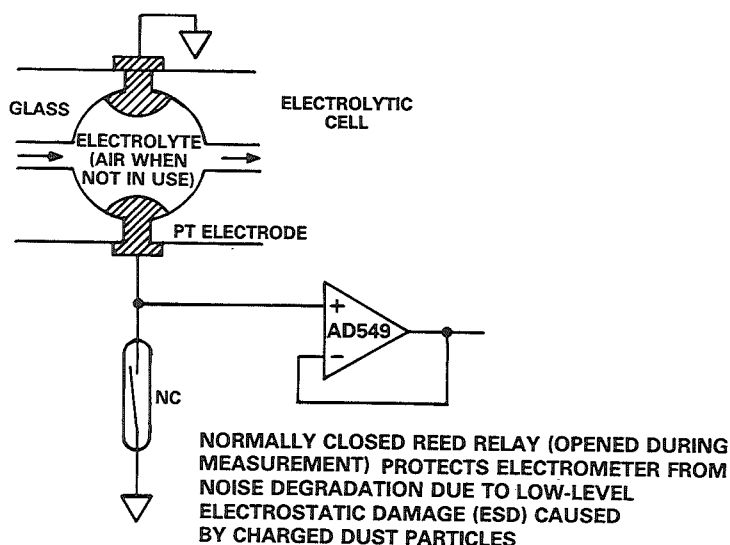 GLASS
ELECTROLYTIC
CELL
ELECTROLYTE
(AIR WHEN
NOT IN USE)
PT ELECTRODE
+
AD549
−
NC
NORMALLY CLOSED REED RELAY (OPENED DURING
MEASUREMENT) PROTECTS ELECTROMETER FROM
NOISE DEGRADATION DUE TO LOW-LEVEL
ELECTROSTATIC DAMAGE (ESD) CAUSED
BY CHARGED DUST PARTICLES